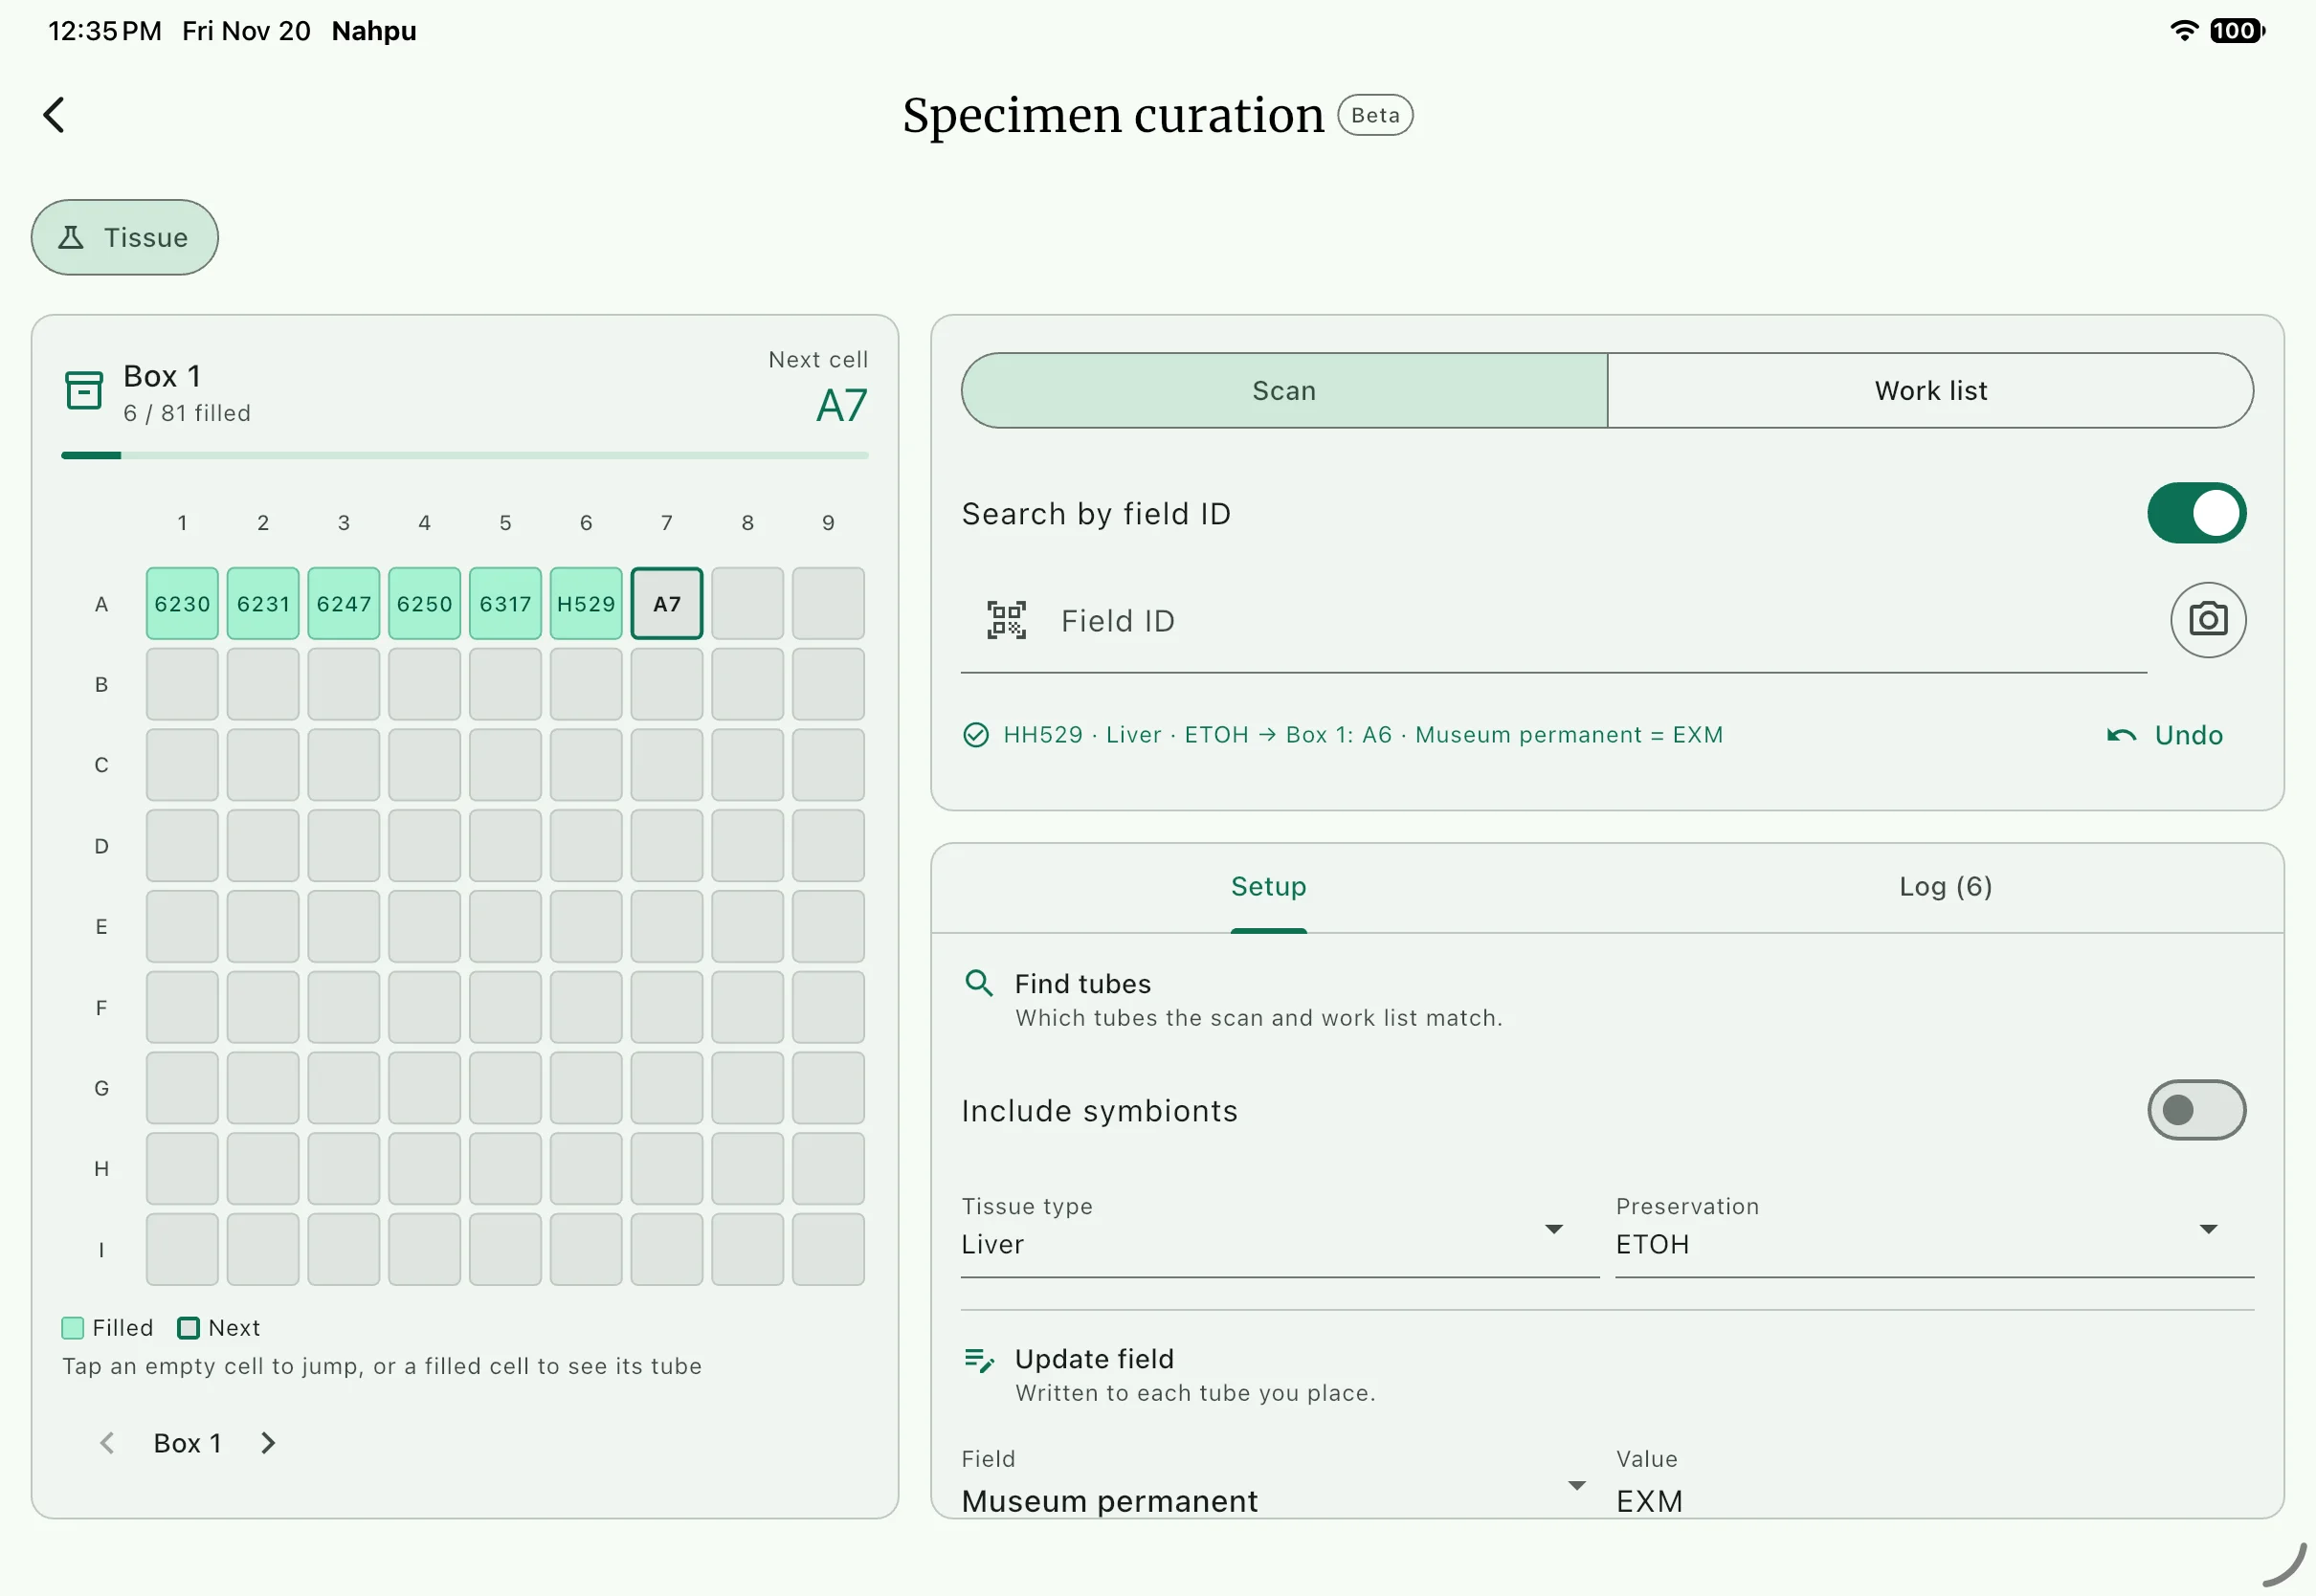 12:35 PM Fri Nov 20 Nahpu
100
Specimen curation Beta
Tissue
Box 1
6 / 81 filled
Next cell
A7
1 2 3 4 5 6 7 8 9
A 6230 6231 6247 6250 6317 H529 A7
B
C
D
E
F
G
H
I
Filled Next
Tap an empty cell to jump, or a filled cell to see its tube
Box 1
Scan Work list
Search by field ID
Field ID
HH529 · Liver · ETOH → Box 1: A6 · Museum permanent = EXM Undo
Setup Log (6)
Find tubes
Which tubes the scan and work list match.
Include symbionts
Tissue type Preservation
Liver ETOH
Update field
Written to each tube you place.
Field Value
Museum permanent EXM